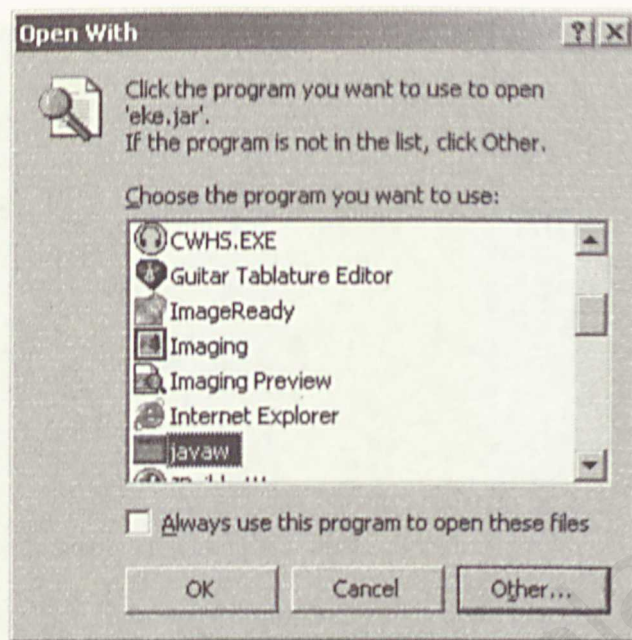 Open With
Click the program you want to use to open
'eke.jar'.
If the program is not in the list, click Other.
Choose the program you want to use:
CWHS.EXE
Guitar Tablature Editor
ImageReady
Imaging
Imaging Preview
Internet Explorer
javaw
Always use this program to open these files
OK Cancel Other...